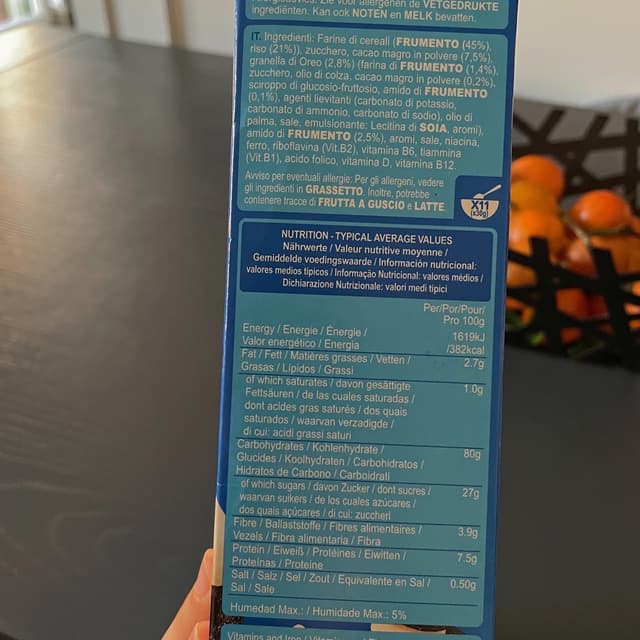 Allergieadvies: Zie voor allergenen de VETGEDRUKTE
ingrediënten. Kan ook NOTEN en MELK bevatten.
IT. Ingredienti: Farine di cereali (FRUMENTO (45%),
riso (21%)), zucchero, cacao magro in polvere (7,5%),
granella di Oreo (2,8%) (farina di FRUMENTO (1,4%),
zucchero, olio di colza, cacao magro in polvere (0,2%),
sciroppo di glucosio-fruttosio, amido di FRUMENTO
(0,1%), agenti lievitanti (carbonato di potassio,
carbonato di ammonio, carbonato di sodio), olio di
palma, sale, emulsionante: Lecitina di SOIA, aromi),
amido di FRUMENTO (2,5%), aromi, sale, niacina,
ferro, riboflavina (Vit.B2), vitamina B6, tiammina
(Vit.B1), acido folico, vitamina D, vitamina B12.
Avviso per eventuali allergie: Per gli allergeni, vedere
gli ingredienti in GRASSETTO. Inoltre, potrebbe
contenere tracce di FRUTTA A GUSCIO e LATTE.
X11
(x30g)
NUTRITION - TYPICAL AVERAGE VALUES
Nährwerte / Valeur nutritive moyenne /
Gemiddelde voedingswaarde / Información nutricional:
valores medios típicos / Informação Nutricional: valores médios /
Dichiarazione Nutrizionale: valori medi tipici
Per/Por/Pour/
Pro 100g
Energy / Energie / Énergie / 1619kJ
Valor energético / Energia /382kcal
Fat / Fett / Matières grasses / Vetten / 2.7g
Grasas / Lípidos / Grassi
of which saturates / davon gesättigte 1.0g
Fettsäuren / de las cuales saturadas /
dont acides gras saturés / dos quais
saturados / waarvan verzadigde /
di cui: acidi grassi saturi
Carbohydrates / Kohlenhydrate / 80g
Glucides / Koolhydraten / Carbohidratos /
Hidratos de Carbono / Carboidrati
of which sugars / davon Zucker / dont sucres / 27g
waarvan suikers / de los cuales azúcares /
dos quais açúcares / di cui: zuccheri
Fibre / Ballaststoffe / Fibres alimentaires / 3.9g
Vezels / Fibra alimentaria / Fibra
Protein / Eiweiß / Protéines / Eiwitten / 7.5g
Proteínas / Proteine
Salt / Salz / Sel / Zout / Equivalente en Sal / 0.50g
Sal / Sale
Humedad Max.: / Humidade Max.: 5%
Vitamins and Iron /